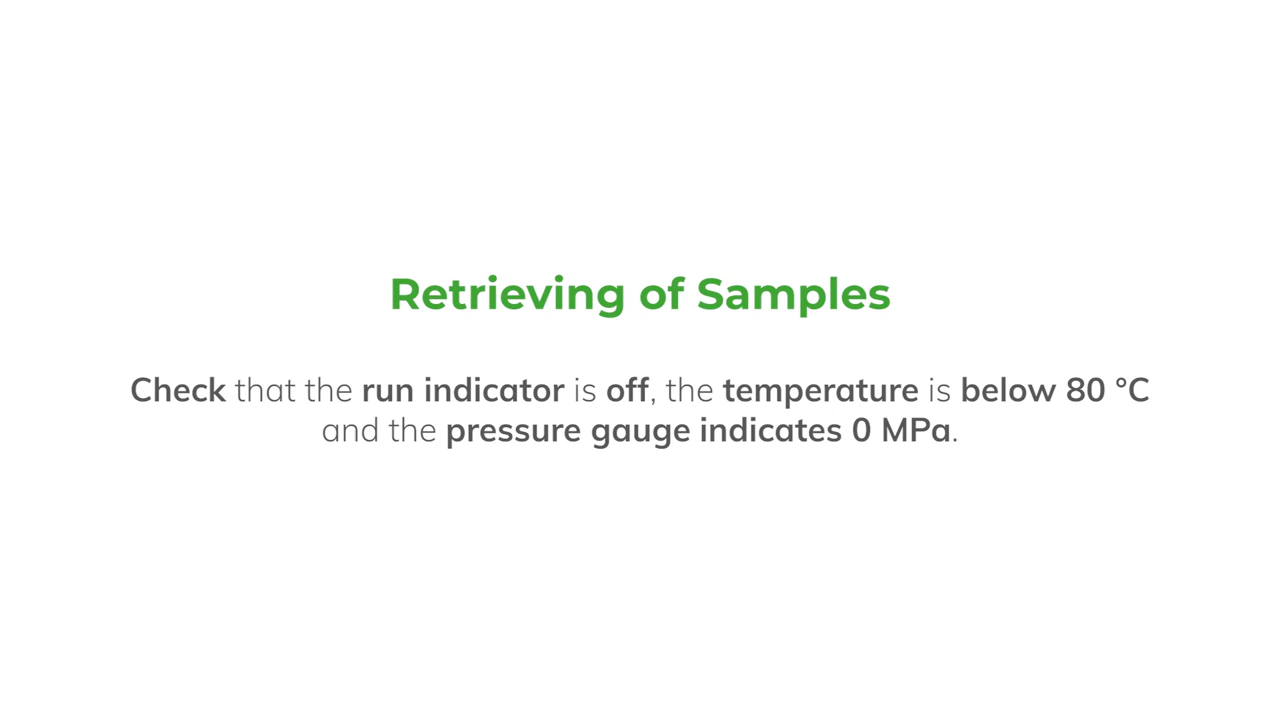 Retrieving of Samples
Check that the run indicator is off, the temperature is below 80 °C
and the pressure gauge indicates 0 MPa.